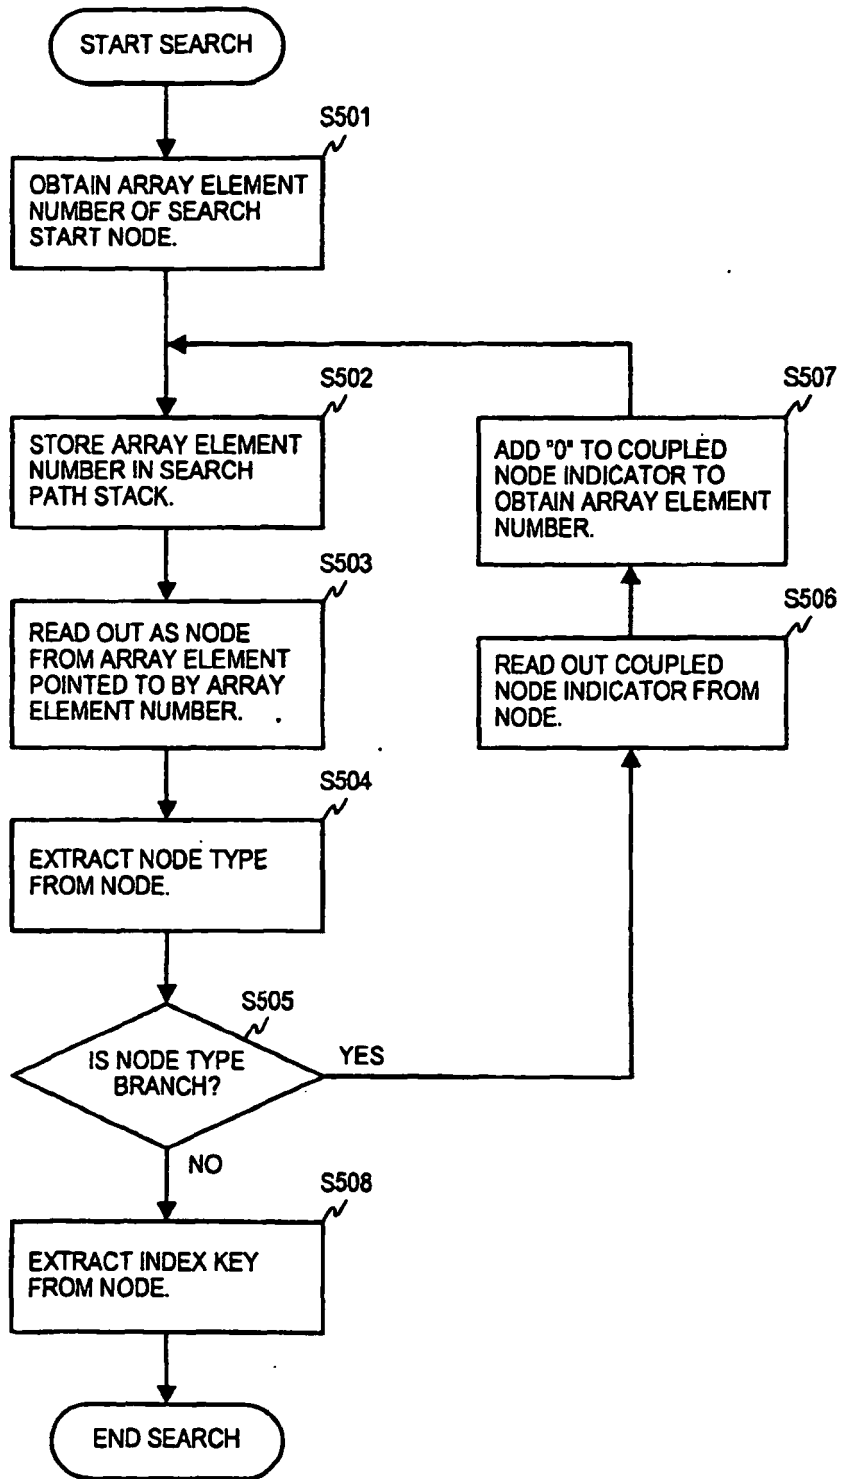 START SEARCH
S501
OBTAIN ARRAY ELEMENT
NUMBER OF SEARCH
START NODE.
S502
STORE ARRAY ELEMENT
NUMBER IN SEARCH
PATH STACK.
S503
READ OUT AS NODE
FROM ARRAY ELEMENT
POINTED TO BY ARRAY
ELEMENT NUMBER.
S504
EXTRACT NODE TYPE
FROM NODE.
S505
IS NODE TYPE
BRANCH?
YES
S506
READ OUT COUPLED
NODE INDICATOR FROM
NODE.
S507
ADD "0" TO COUPLED
NODE INDICATOR TO
OBTAIN ARRAY ELEMENT
NUMBER.
NO
S508
EXTRACT INDEX KEY
FROM NODE.
END SEARCH